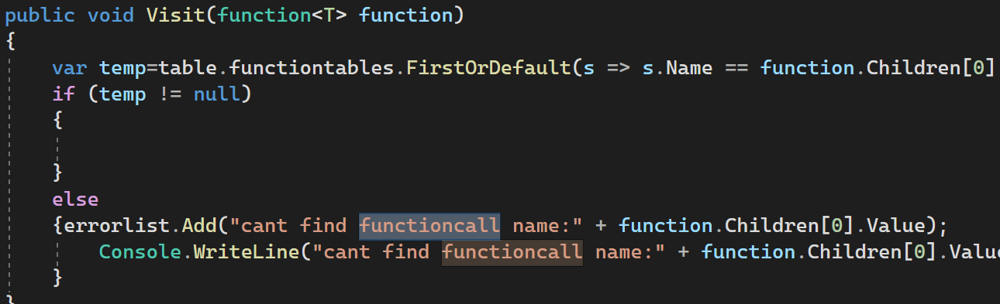 public void Visit(function<T> function)
{
var temp=table.functiontables.FirstOrDefault(s => s.Name == function.Children[0]
if (temp != null)
{
}
else
{errorlist.Add("cant find functioncall name:" + function.Children[0].Value);
Console.WriteLine("cant find functioncall name:" + function.Children[0].Valu
}
}